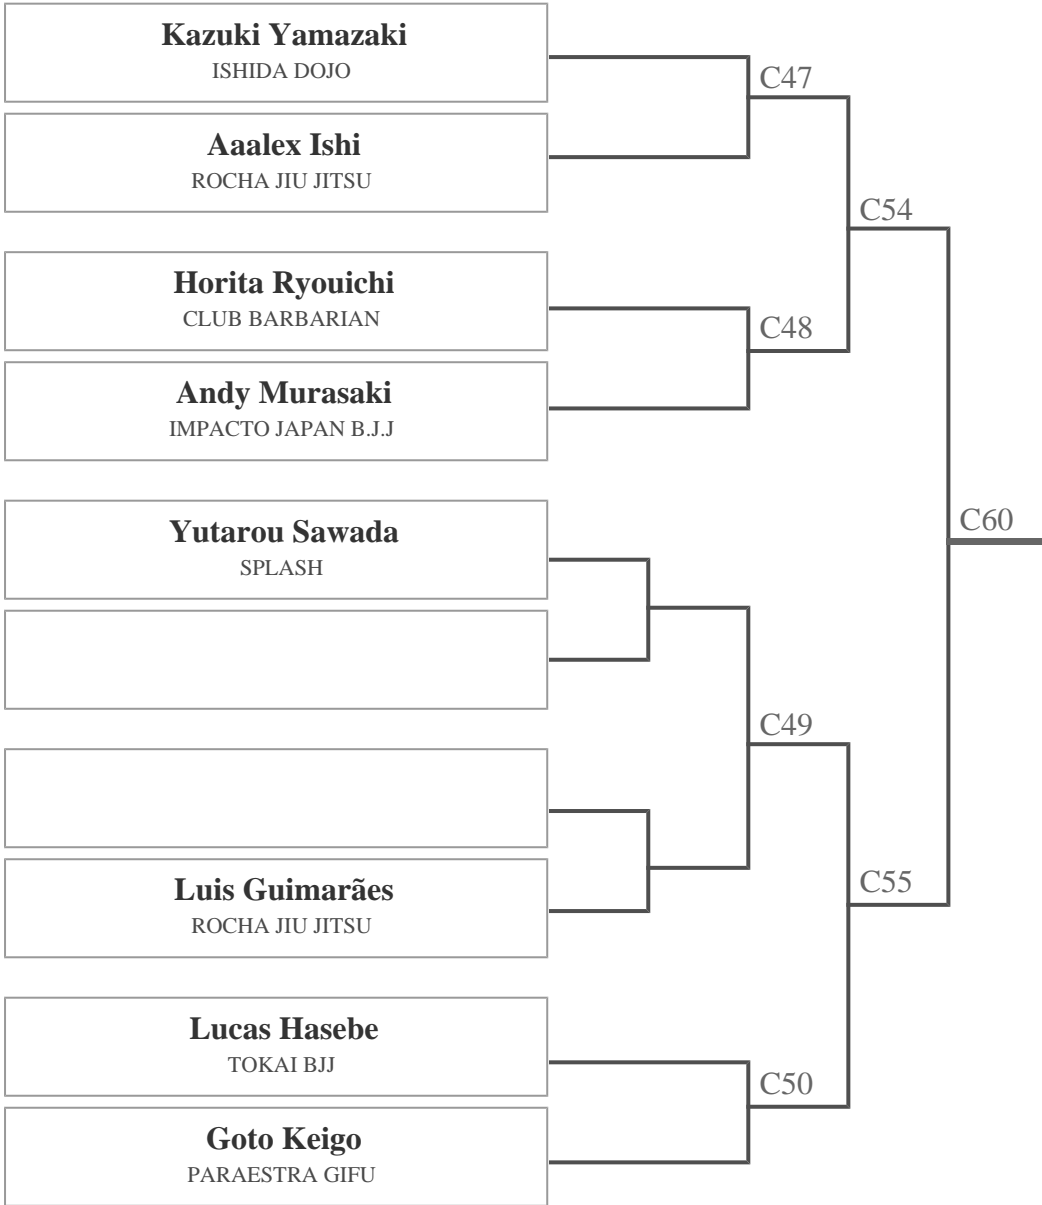 Kazuki Yamazaki
ISHIDA DOJO
C47
Aaalex Ishi
ROCHA JIU JITSU
C54
Horita Ryouichi
CLUB BARBARIAN
C48
Andy Murasaki
IMPACTO JAPAN B.J.J
Yutarou Sawada
SPLASH
C60
C49
Luis Guimarães
ROCHA JIU JITSU
C55
Lucas Hasebe
TOKAI BJJ
C50
Goto Keigo
PARAESTRA GIFU